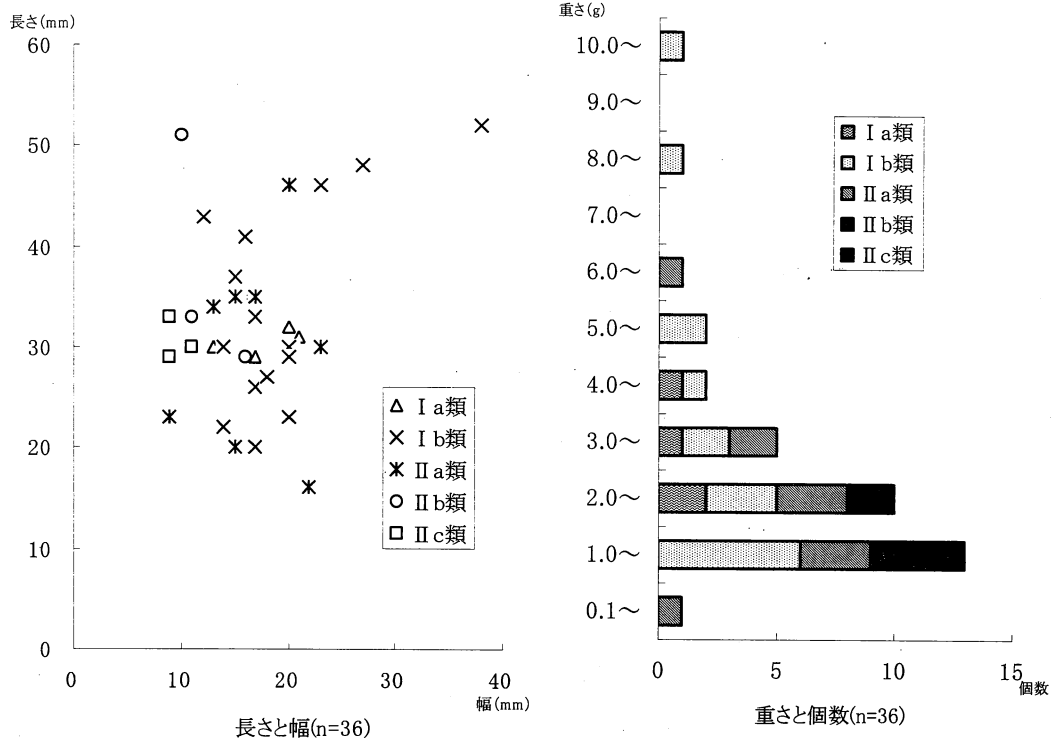 長さ(mm)
60
50
40
30
20
10
0
0 10 20 30 40
幅(mm)
Ⅰa類
Ⅰb類
Ⅱa類
Ⅱb類
Ⅱc類
長さと幅(n=36)
重さ(g)
10.0～
9.0～
8.0～
7.0～
6.0～
5.0～
4.0～
3.0～
2.0～
1.0～
0.1～
0 5 10 15
個数
Ⅰa類
Ⅰb類
Ⅱa類
Ⅱb類
Ⅱc類
重さと個数(n=36)